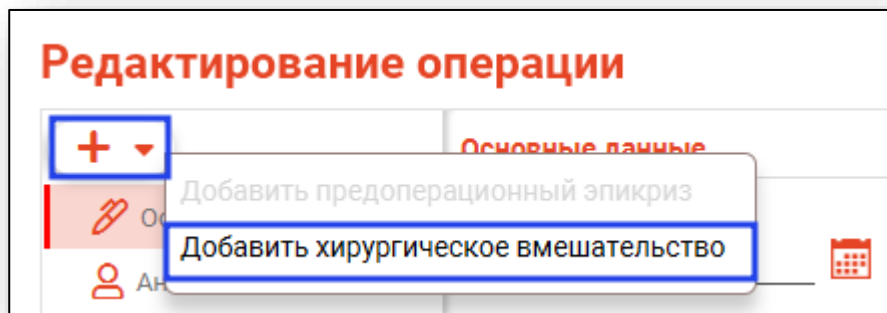 Редактирование операции
Основные данные
Добавить предоперационный эпикриз
Добавить хирургическое вмешательство